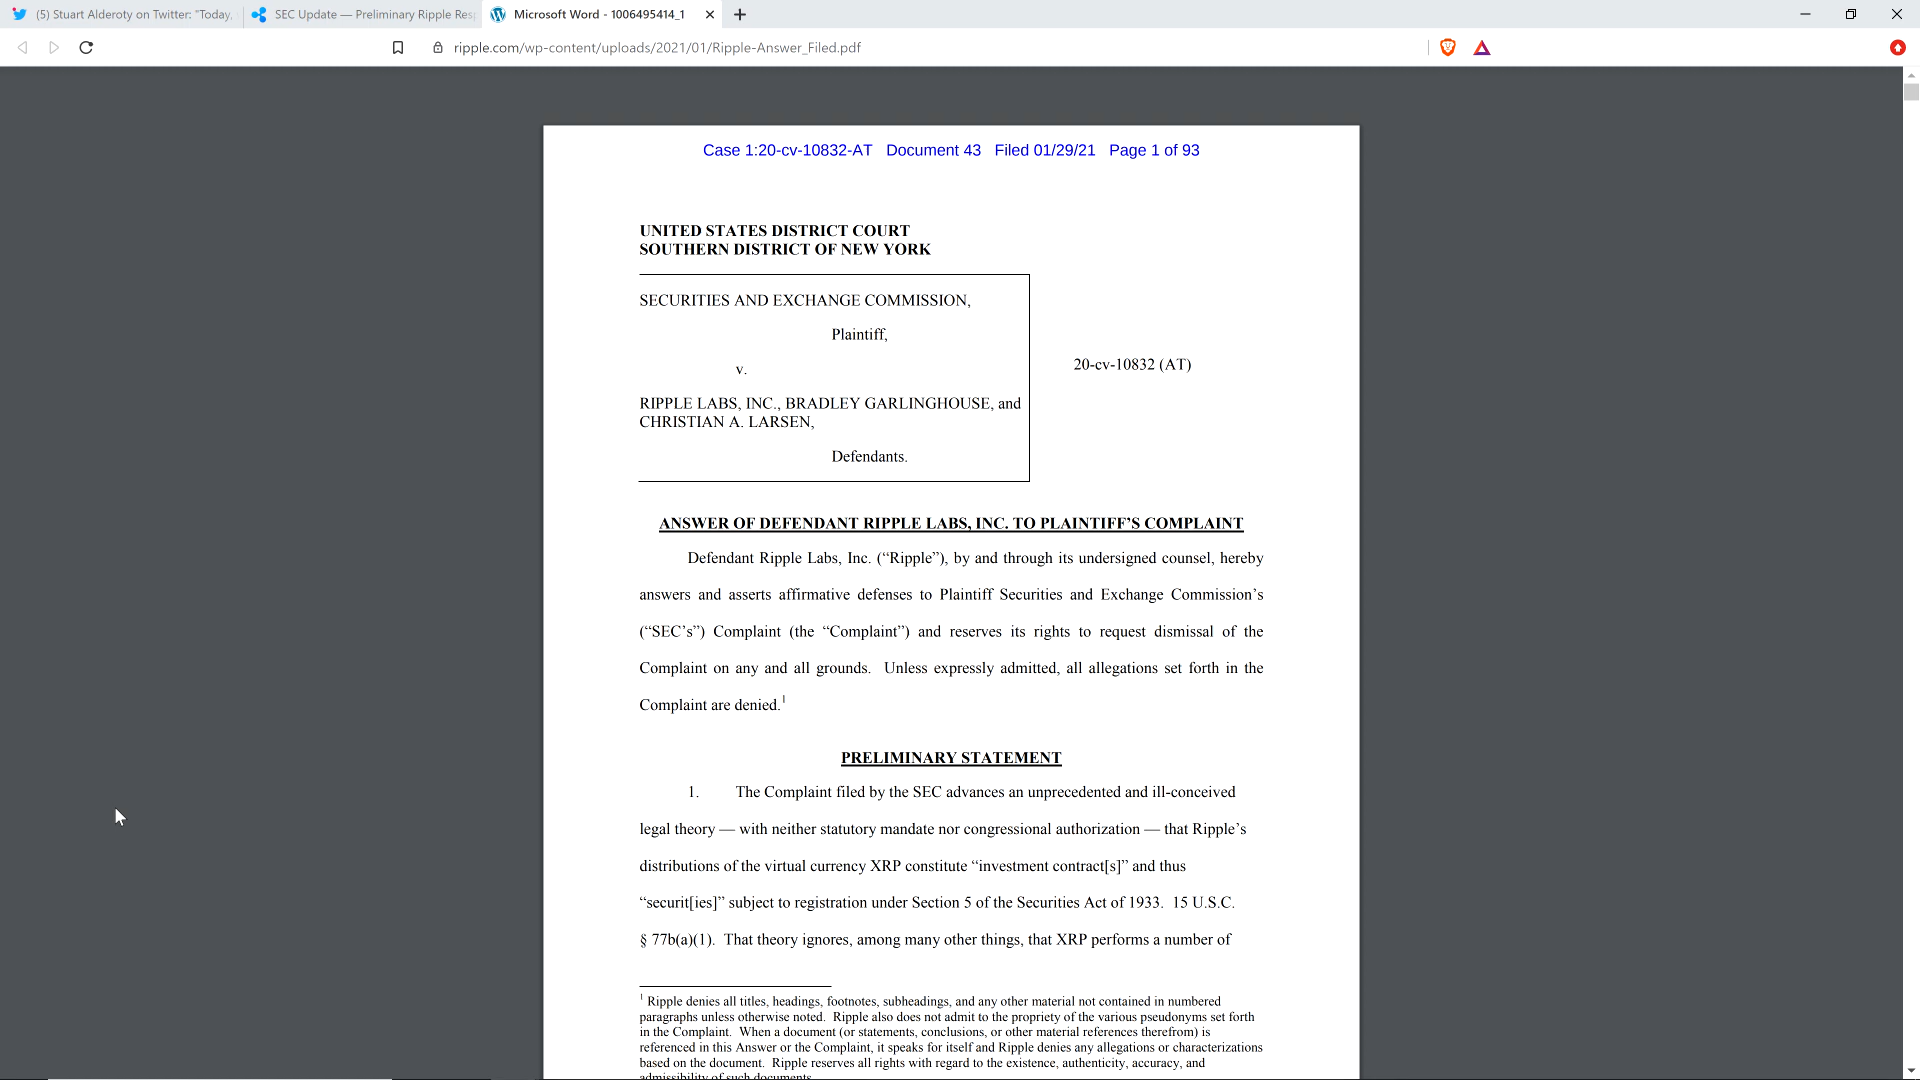 (5) Stuart Alderoty on Twitter: "Today,
SEC Update — Preliminary Ripple Res
Microsoft Word - 1006495414_1
ripple.com/wp-content/uploads/2021/01/Ripple-Answer_Filed.pdf
Case 1:20-cv-10832-AT Document 43 Filed 01/29/21 Page 1 of 93
UNITED STATES DISTRICT COURT
SOUTHERN DISTRICT OF NEW YORK
SECURITIES AND EXCHANGE COMMISSION,
Plaintiff,
v.
20-cv-10832 (AT)
RIPPLE LABS, INC., BRADLEY GARLINGHOUSE, and
CHRISTIAN A. LARSEN,
Defendants.
ANSWER OF DEFENDANT RIPPLE LABS, INC. TO PLAINTIFF’S COMPLAINT
Defendant Ripple Labs, Inc. (“Ripple”), by and through its undersigned counsel, hereby
answers and asserts affirmative defenses to Plaintiff Securities and Exchange Commission’s
(“SEC’s”) Complaint (the “Complaint”) and reserves its rights to request dismissal of the
Complaint on any and all grounds. Unless expressly admitted, all allegations set forth in the
Complaint are denied.1
PRELIMINARY STATEMENT
1. The Complaint filed by the SEC advances an unprecedented and ill-conceived
legal theory — with neither statutory mandate nor congressional authorization — that Ripple’s
distributions of the virtual currency XRP constitute “investment contract[s]” and thus
“securit[ies]” subject to registration under Section 5 of the Securities Act of 1933. 15 U.S.C.
§ 77b(a)(1). That theory ignores, among many other things, that XRP performs a number of
1 Ripple denies all titles, headings, footnotes, subheadings, and any other material not contained in numbered
paragraphs unless otherwise noted. Ripple also does not admit to the propriety of the various pseudonyms set forth
in the Complaint. When a document (or statements, conclusions, or other material references therefrom) is
referenced in this Answer or the Complaint, it speaks for itself and Ripple denies any allegations or characterizations
based on the document. Ripple reserves all rights with regard to the existence, authenticity, accuracy, and
admissibility of such documents.